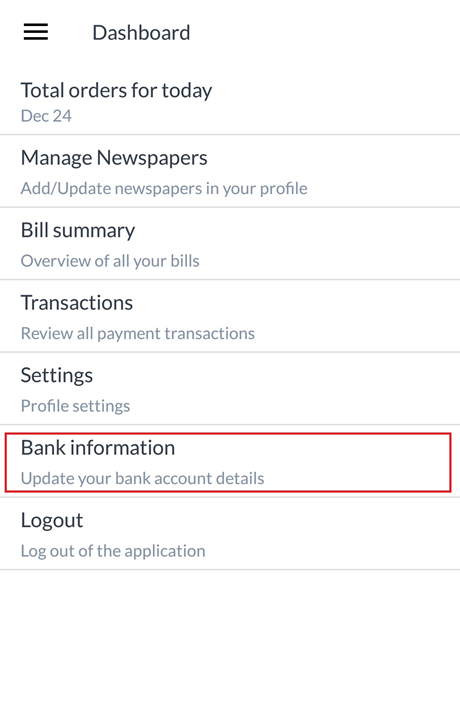 Dashboard
Total orders for today
Dec 24
Manage Newspapers
Add/Update newspapers in your profile
Bill summary
Overview of all your bills
Transactions
Review all payment transactions
Settings
Profile settings
Bank information
Update your bank account details
Logout
Log out of the application